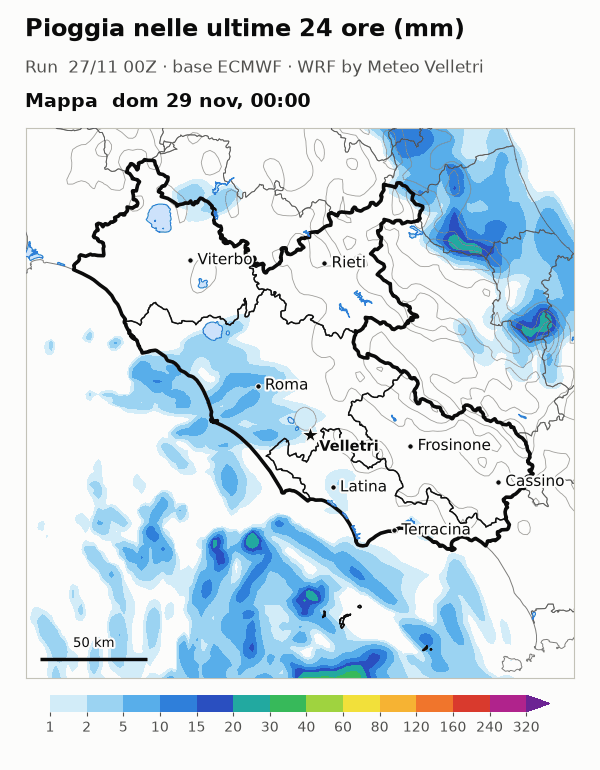 Pioggia nelle ultime 24 ore (mm)
Run  27/11 00Z · base ECMWF · WRF by Meteo Velletri
Mappa  dom 29 nov, 00:00
Viterbo
Rieti
Roma
Velletri
Frosinone
Cassino
Latina
Terracina
50 km
1 2 5 10 15 20 30 40 60 80 120 160 240 320